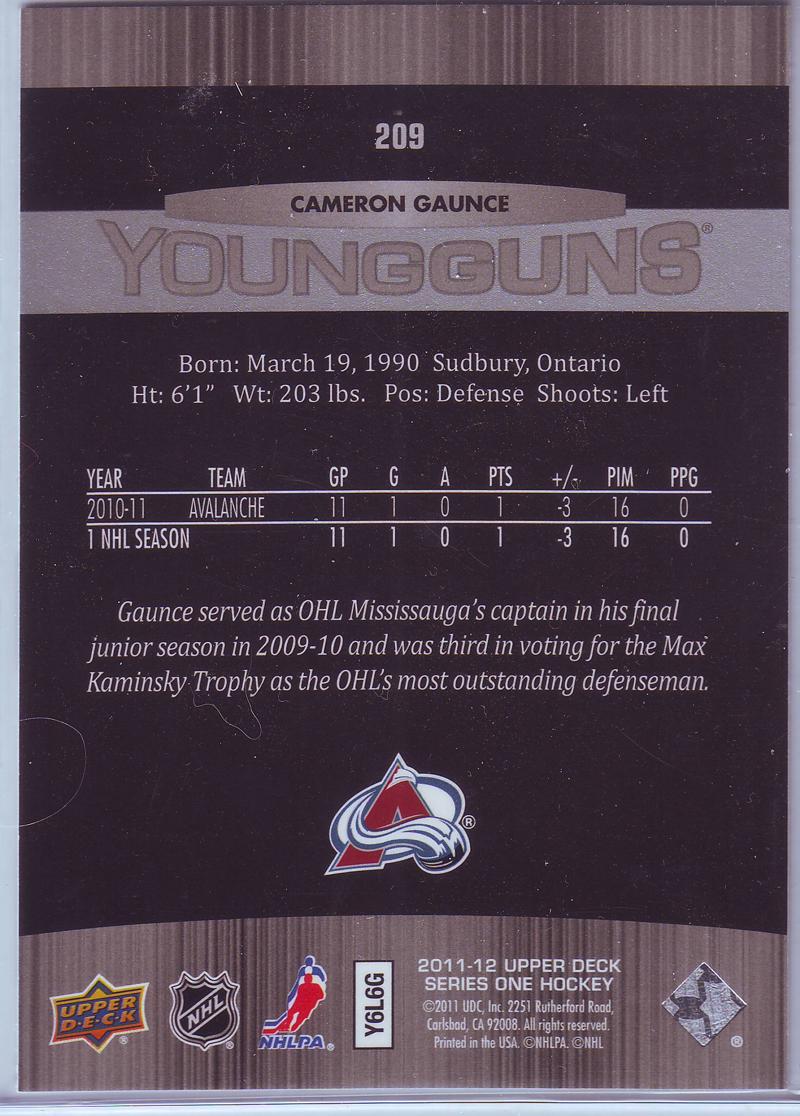 209
CAMERON GAUNCE
YOUNGGUNS®
Born: March 19, 1990 Sudbury, Ontario
Ht: 6'1" Wt: 203 lbs. Pos: Defense Shoots: Left
YEAR TEAM GP G A PTS +/- PIM PPG
2010-11 AVALANCHE 11 1 0 1 -3 16 0
1 NHL SEASON 11 1 0 1 -3 16 0
Gaunce served as OHL Mississauga's captain in his final
junior season in 2009-10 and was third in voting for the Max
Kaminsky Trophy as the OHL's most outstanding defenseman.
A ®
UPPER
D·E·C·K ®
NHL ®
NHLPA ®
Y6L6G
2011-12 UPPER DECK
SERIES ONE HOCKEY
©2011 UDC, Inc. 2251 Rutherford Road,
Carlsbad, CA 92008. All rights reserved.
Printed in the USA. ©NHLPA. ©NHL
®